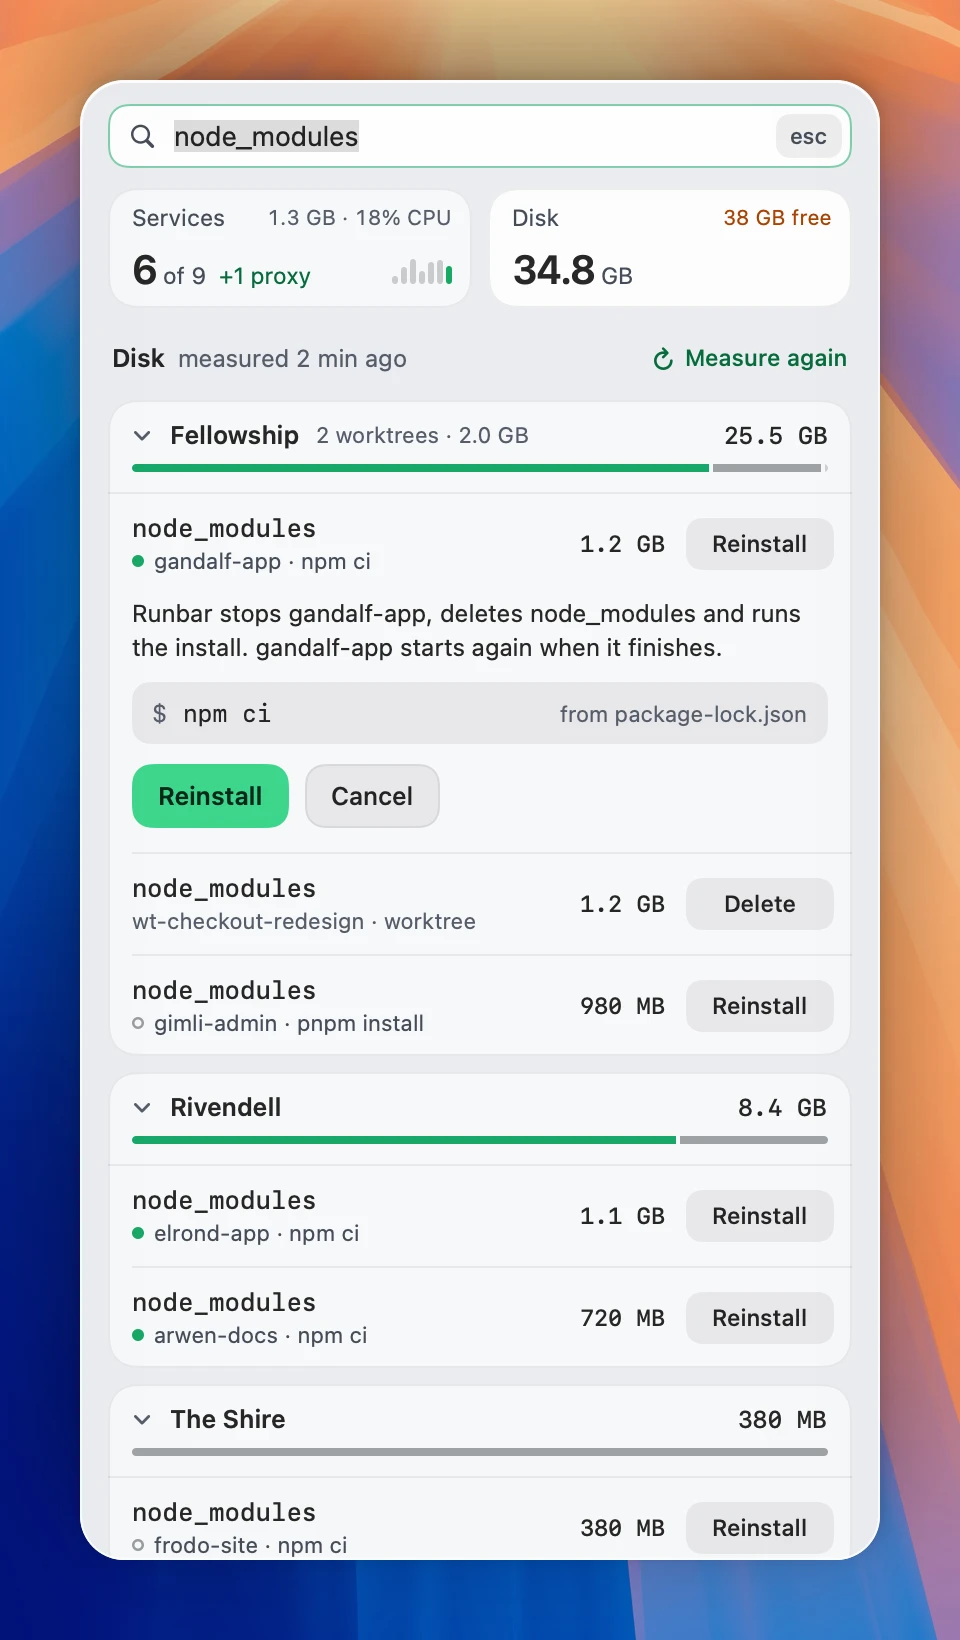 node_modules esc
Services 1.3 GB · 18% CPU
6 of 9 +1 proxy
Disk 38 GB free
34.8 GB
Disk measured 2 min ago Measure again
Fellowship 2 worktrees · 2.0 GB 25.5 GB
node_modules
gandalf-app · npm ci
1.2 GB Reinstall
Runbar stops gandalf-app, deletes node_modules and runs
the install. gandalf-app starts again when it finishes.
$ npm ci from package-lock.json
Reinstall Cancel
node_modules
wt-checkout-redesign · worktree
1.2 GB Delete
node_modules
gimli-admin · pnpm install
980 MB Reinstall
Rivendell 8.4 GB
node_modules
elrond-app · npm ci
1.1 GB Reinstall
node_modules
arwen-docs · npm ci
720 MB Reinstall
The Shire 380 MB
node_modules
frodo-site · npm ci
380 MB Reinstall